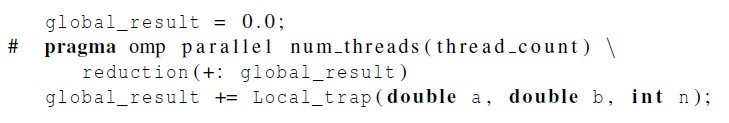 global_result = 0.0;
# pragma omp parallel num_threads(thread_count) \
reduction(+: global_result)
global_result += Local_trap(double a, double b, int n);